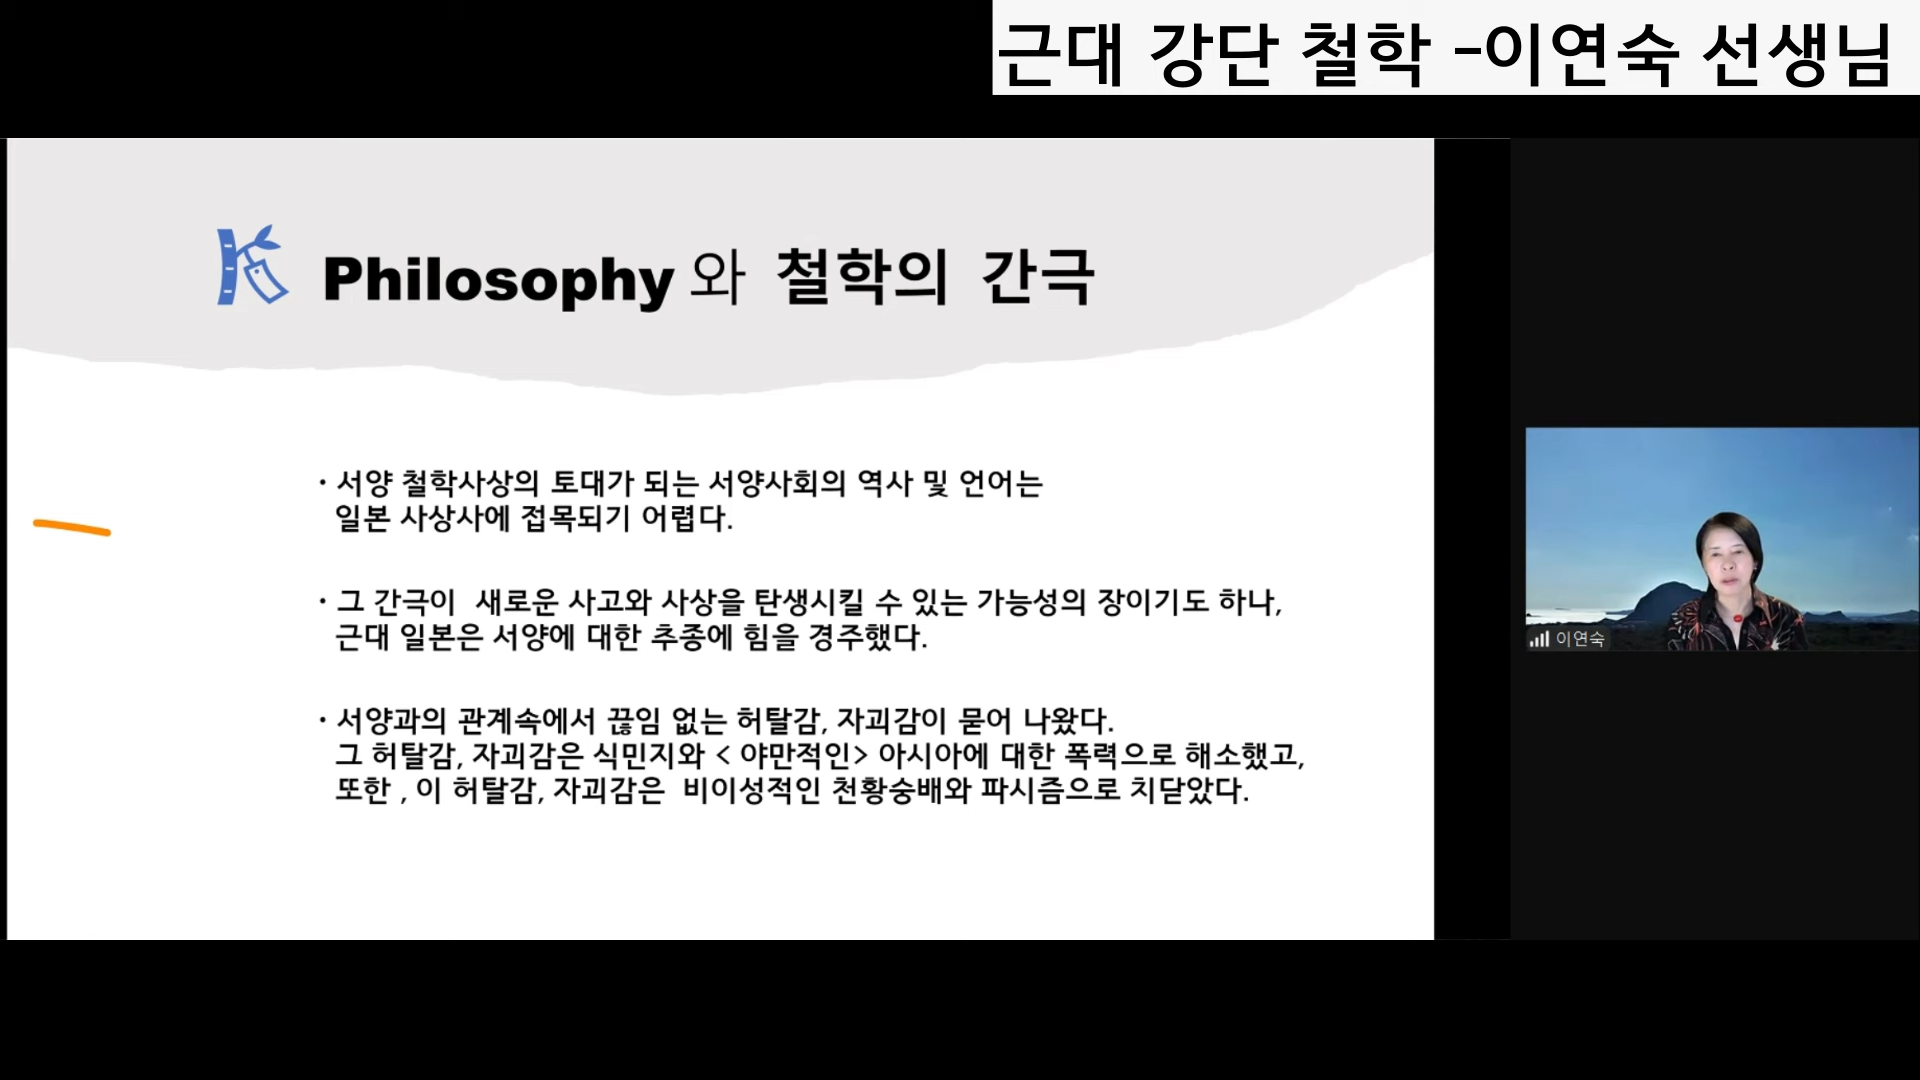 근대 강단 철학 -이연숙 선생님
Philosophy 와 철학의 간극
· 서양 철학사상의 토대가 되는 서양사회의 역사 및 언어는
일본 사상사에 접목되기 어렵다.
· 그 간극이 새로운 사고와 사상을 탄생시킬 수 있는 가능성의 장이기도 하나,
근대 일본은 서양에 대한 추종에 힘을 경주했다.
· 서양과의 관계속에서 끊임 없는 허탈감, 자괴감이 묻어 나왔다.
그 허탈감, 자괴감은 식민지와 < 야만적인> 아시아에 대한 폭력으로 해소했고,
또한 , 이 허탈감, 자괴감은 비이성적인 천황숭배와 파시즘으로 치닫았다.
이연숙